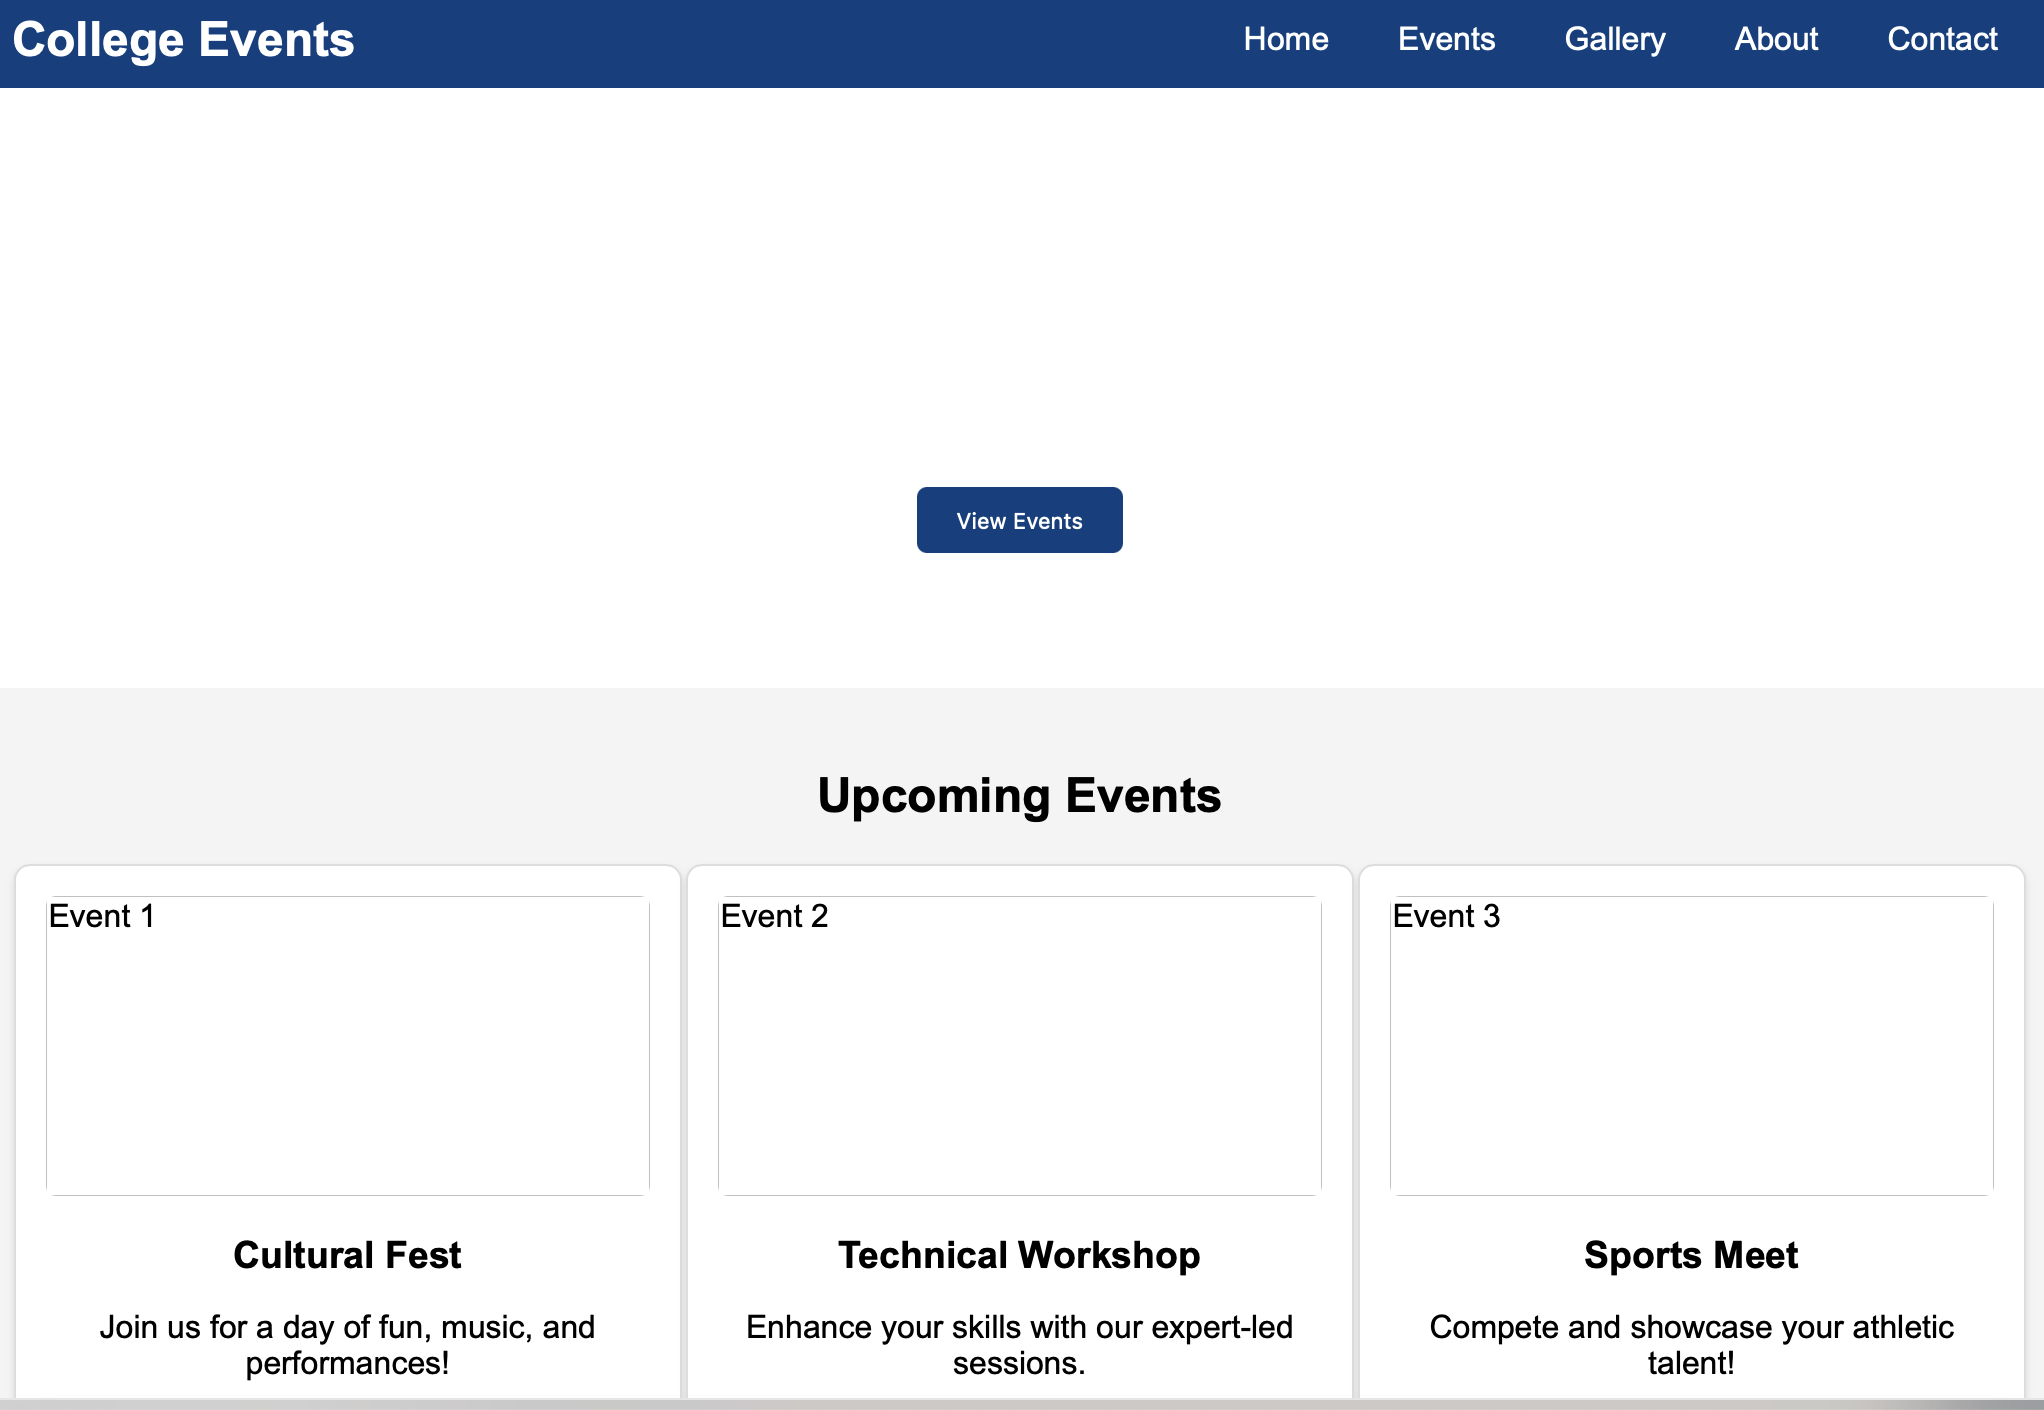 College Events
Home Events Gallery About Contact
View Events
Upcoming Events
Event 1
Event 2
Event 3
Cultural Fest
Technical Workshop
Sports Meet
Join us for a day of fun, music, and
performances!
Enhance your skills with our expert-led
sessions.
Compete and showcase your athletic
talent!